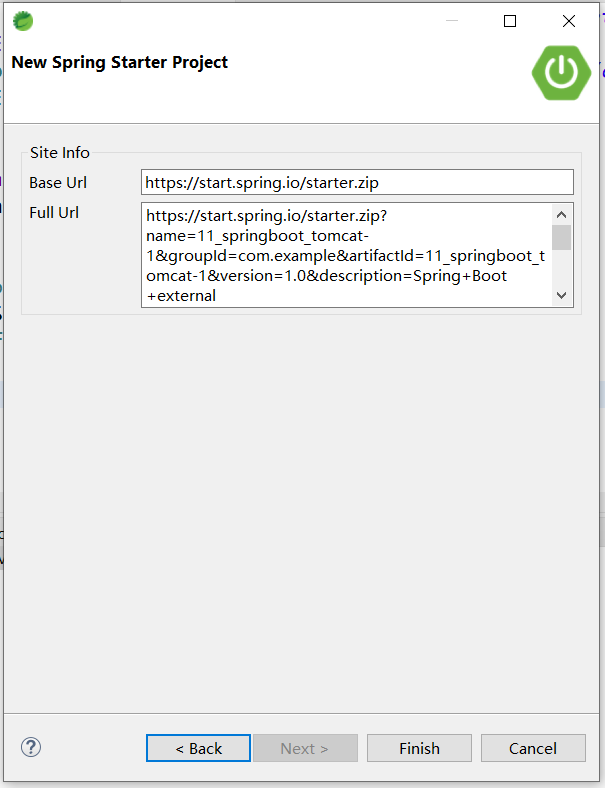 New Spring Starter Project
Site Info
Base Url
https://start.spring.io/starter.zip
Full Url
https://start.spring.io/starter.zip?
name=11_springboot_tomcat-
1&groupId=com.example&artifactId=11_springboot_t
omcat-1&version=1.0&description=Spring+Boot
+external
< Back
Next >
Finish
Cancel